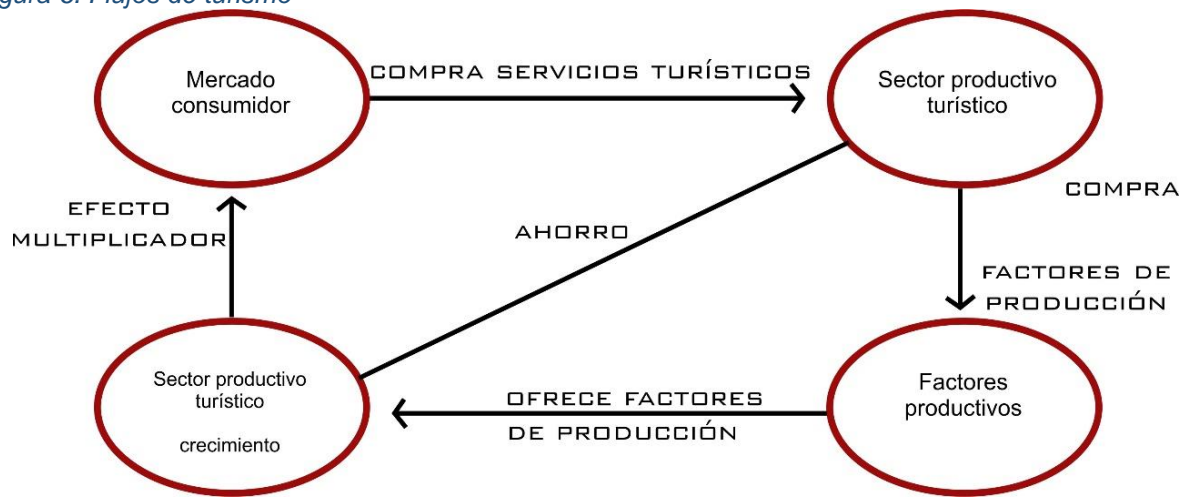 Mercado
consumidor
COMPRA SERVICIOS TURÍSTICOS
Sector productivo
turístico
COMPRA
FACTORES DE
PRODUCCIÓN
EFECTO
MULTIPLICADOR
AHORRO
Sector productivo
turístico
crecimiento
OFRECE FACTORES
DE PRODUCCIÓN
Factores
productivos